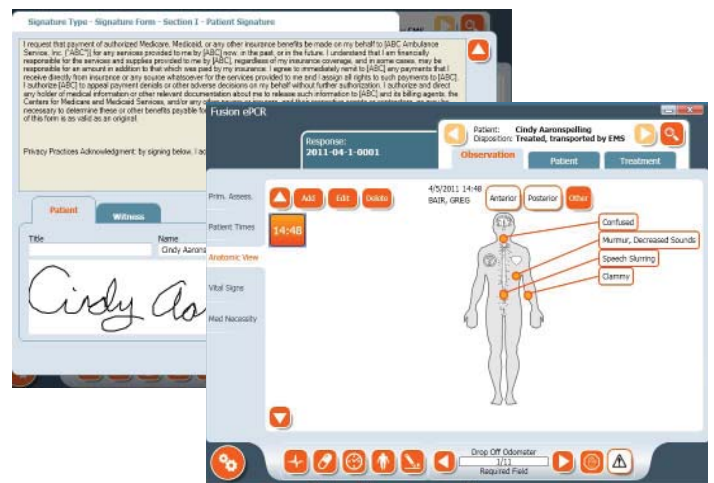 Signature Type - Signature Form - Section I - Patient Signature
I request that payment of authorized Medicare, Medicaid, or any other insurance benefits be made on my behalf to [ABC Ambulance
Service, Inc. ("ABC")] for any services provided to me by [ABC] now, in the past, or in the future. I understand that I am financially
responsible for the services and supplies provided to me by [ABC], regardless of my insurance coverage, and in some cases, may be
responsible for an amount in addition to that which was paid by my insurance. I agree to immediately remit to [ABC] any payments that I
receive directly from insurance or any source whatsoever for the services provided to me and I assign all rights to such payments to [ABC].
I authorize [ABC] to appeal payment denials or other adverse decisions on my behalf without further authorization. I authorize and direct
any holder of medical information or other relevant documentation about me to release such information to [ABC] and its billing agents, the
Centers for Medicare and Medicaid Services, and/or any
necessary to determine these or other benefits payable for
of this form is as valid as an original.
Privacy Practices Acknowledgment: by signing below, I
Patient
Witness
Title
Name
Cindy Aarons
Cindy Aa
Fusion ePCR
Response:
2011-04-1-0001
Patient: Cindy Aaronspelling
Disposition: Treated, transported by EMS
Observation
Patient
Treatment
Prim. Assess.
Patient Times
Anatomic View
Vital Signs
Med Necessity
Add
Edit
Delete
14:48
4/5/2011 14:48
BAIR, GREG
Anterior
Posterior
Other
Confused
Murmur, Decreased Sounds
Speech Slurring
Clammy
Drop Off Odometer
1/11
Required Field